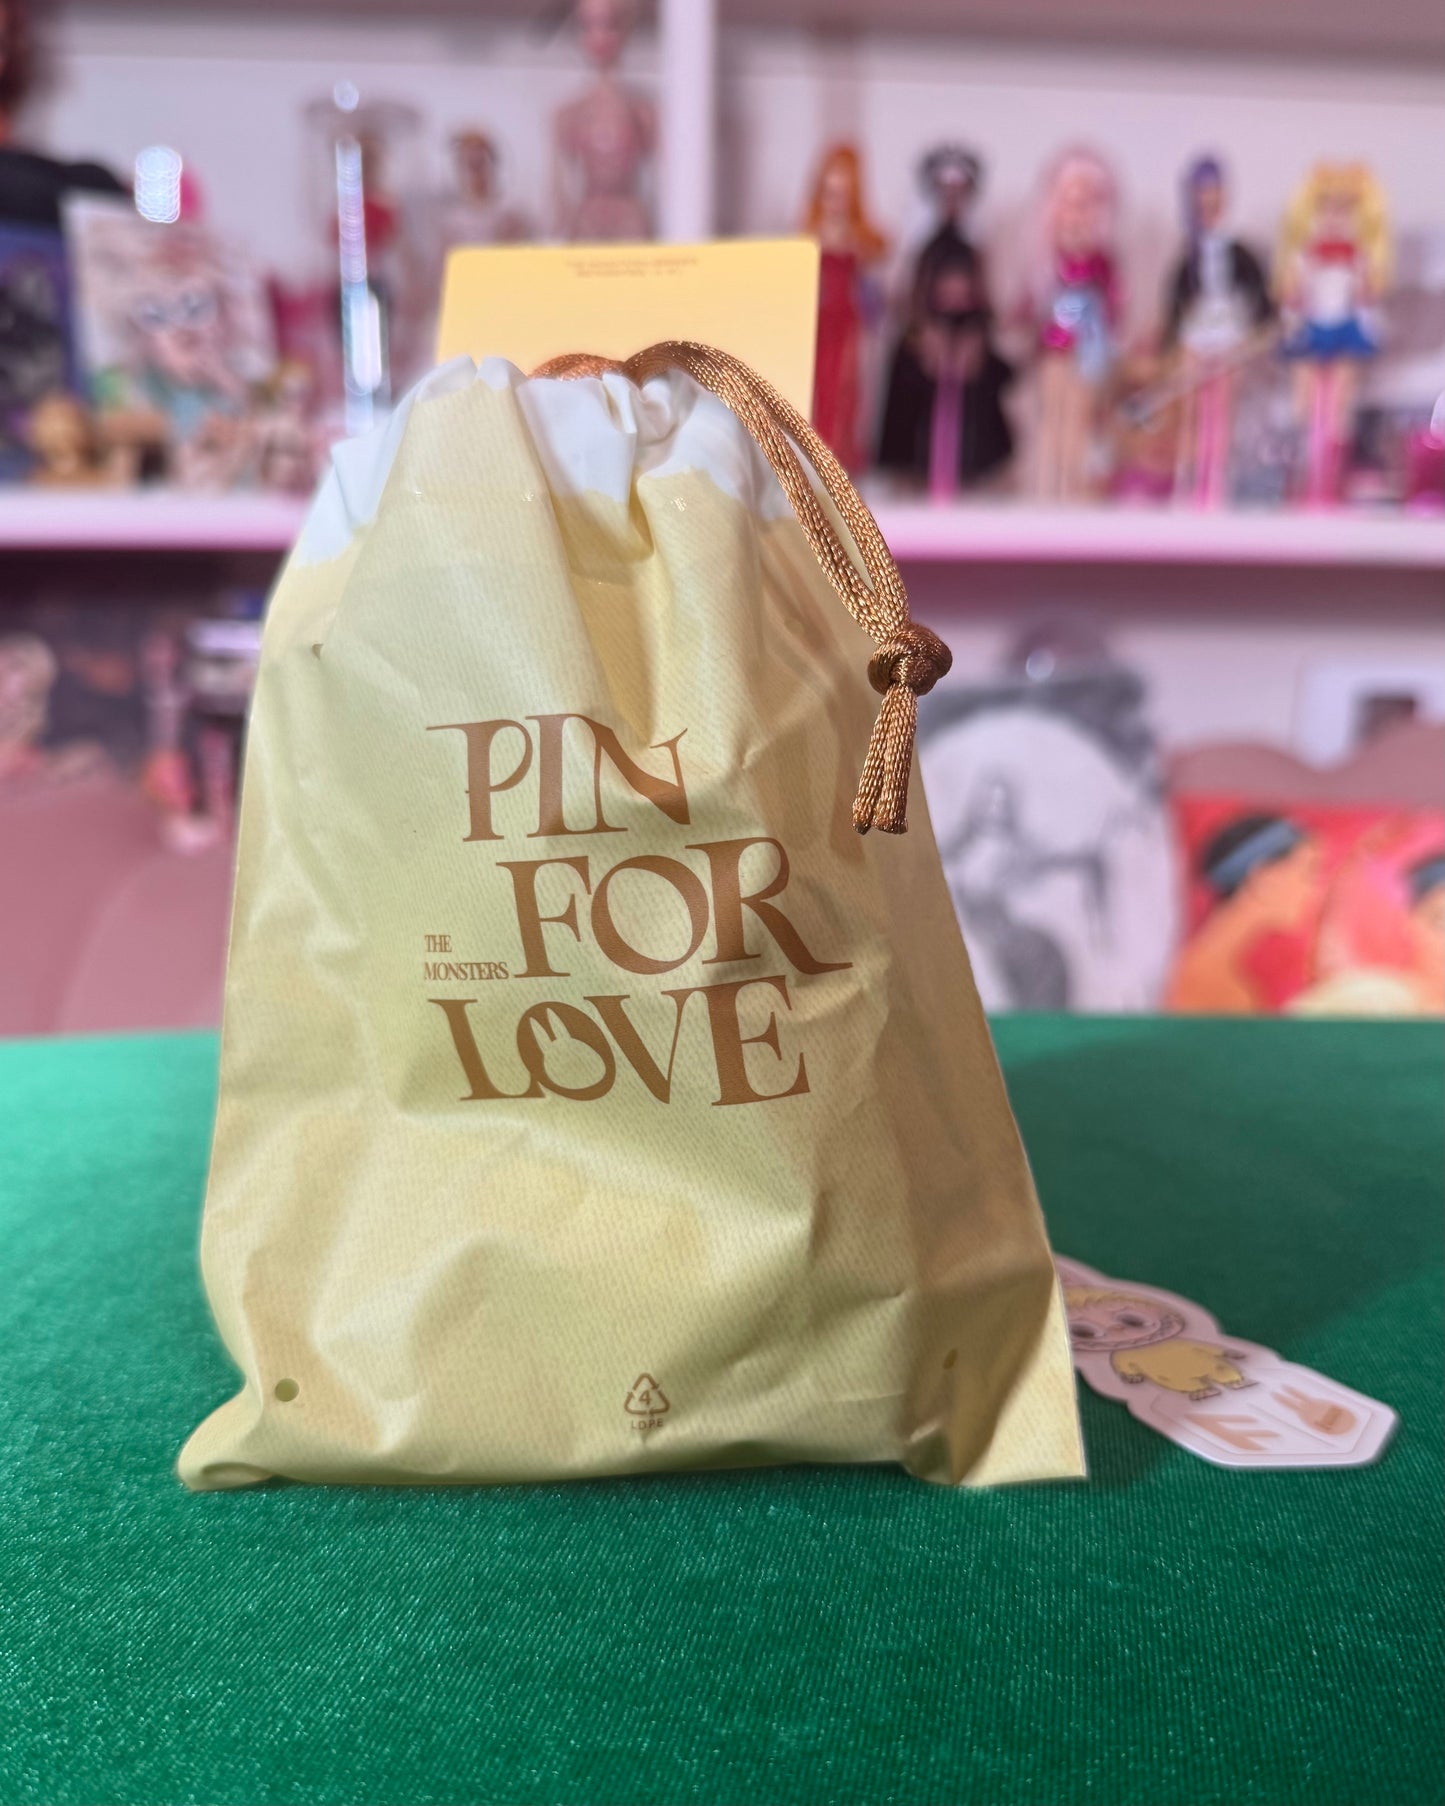 PIN
FOR
THE
MONSTERS
LOVE
4
LDPE